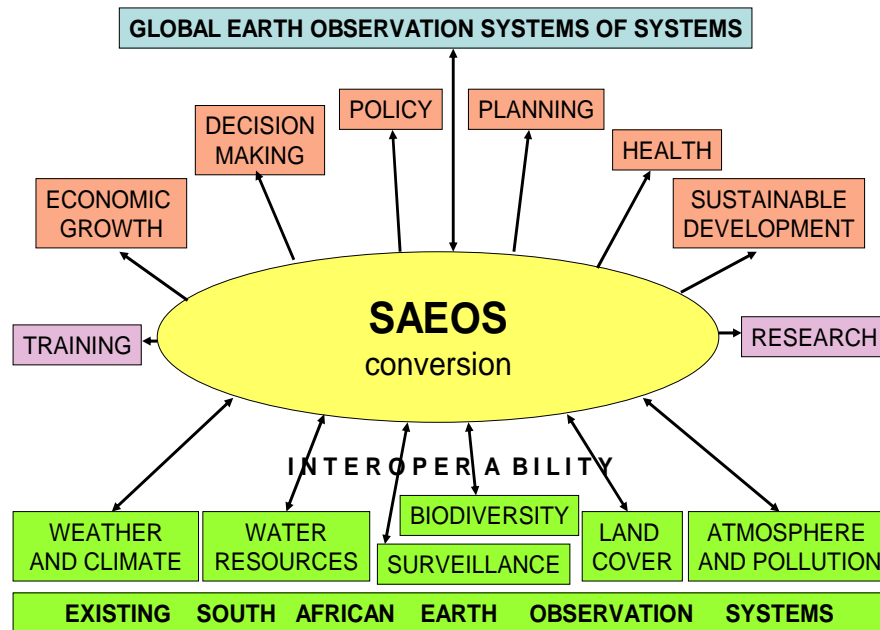 GLOBAL EARTH OBSERVATION SYSTEMS OF SYSTEMS
POLICY
PLANNING
DECISION
MAKING
HEALTH
ECONOMIC
GROWTH
SUSTAINABLE
DEVELOPMENT
SAEOS
conversion
TRAINING
RESEARCH
INTEROPERABILITY
WEATHER
AND CLIMATE
WATER
RESOURCES
BIODIVERSITY
SURVEILLANCE
LAND
COVER
ATMOSPHERE
AND POLLUTION
EXISTING SOUTH AFRICAN EARTH OBSERVATION SYSTEMS